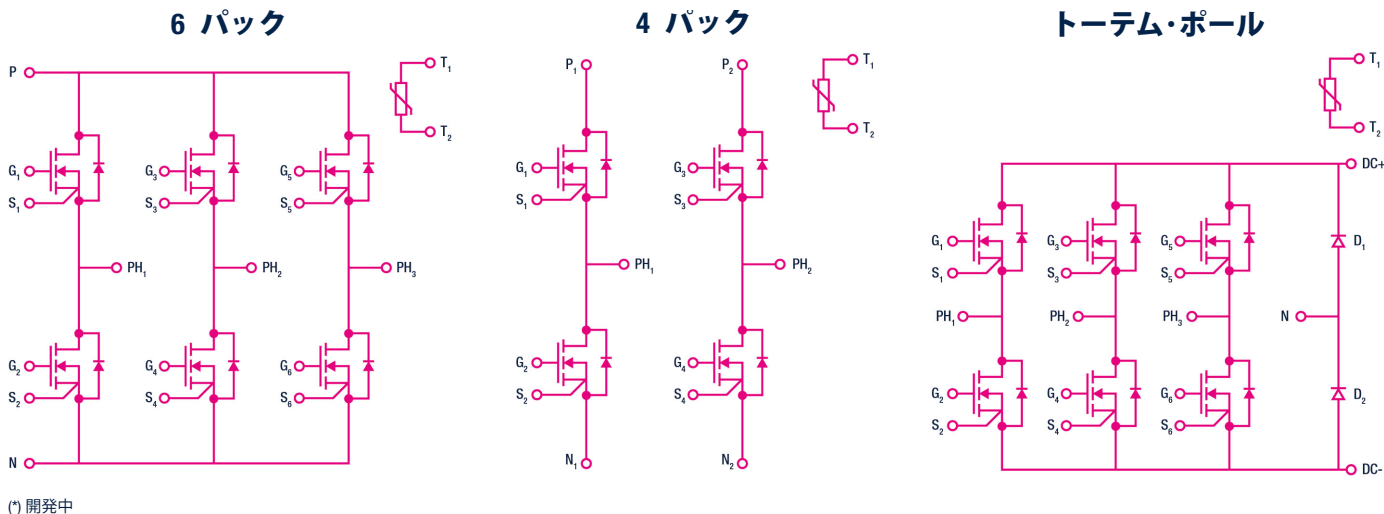 6 パック
4 パック
トーテム・ポール
P
T₁
T₂
G₁
S₁
G₃
S₃
G₅
S₅
PH₁
PH₂
PH₃
G₂
S₂
G₄
S₄
G₆
S₆
N
P₁
P₂
T₁
T₂
G₁
S₁
G₃
S₃
PH₁
PH₂
G₂
S₂
G₄
S₄
N₁
N₂
T₁
T₂
DC+
G₁
S₁
G₃
S₃
G₅
S₅
D₁
PH₁
PH₂
PH₃
N
G₂
S₂
G₄
S₄
G₆
S₆
D₂
DC-
(*) 開発中